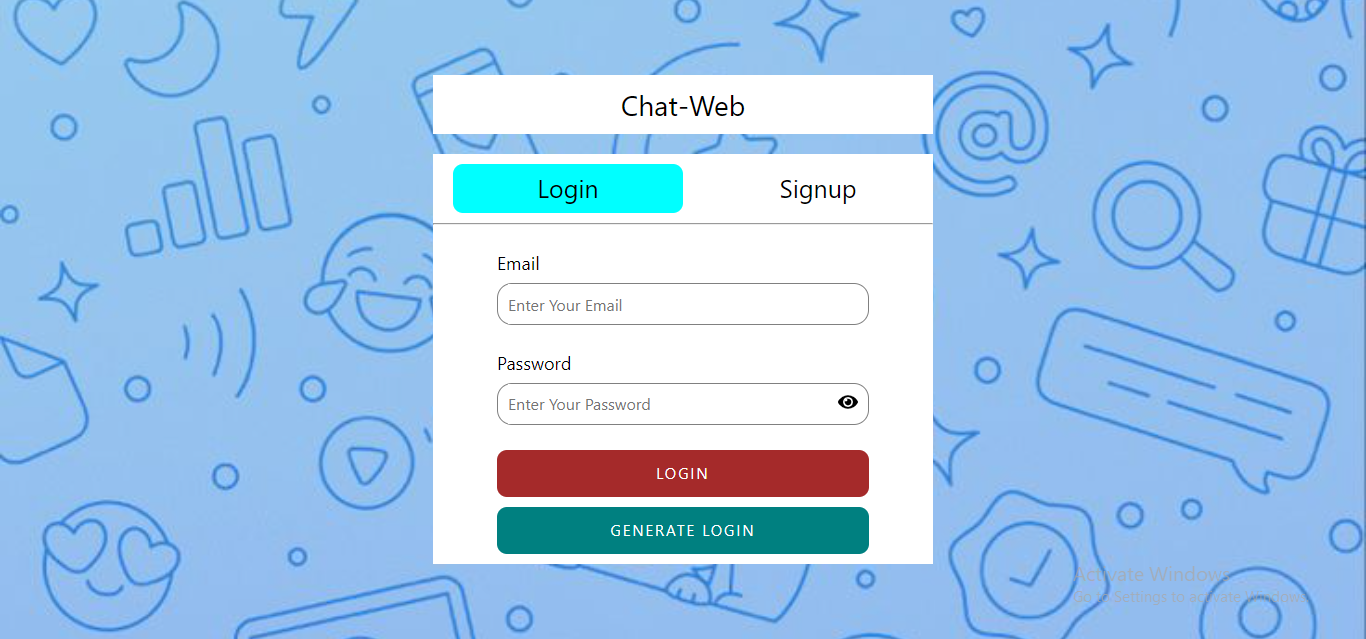 Chat-Web
Login
Signup
Email
Enter Your Email
Password
Enter Your Password
LOGIN
GENERATE LOGIN
Activate Windows
Go to Settings to activate Windows.